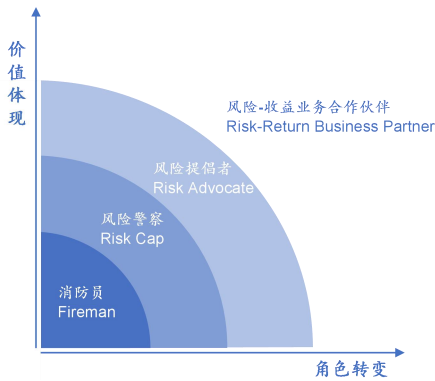 价值体现
风险-收益业务合作伙伴
Risk-Return Business Partner
风险提倡者
Risk Advocate
风险警察
Risk Cap
消防员
Fireman
角色转变